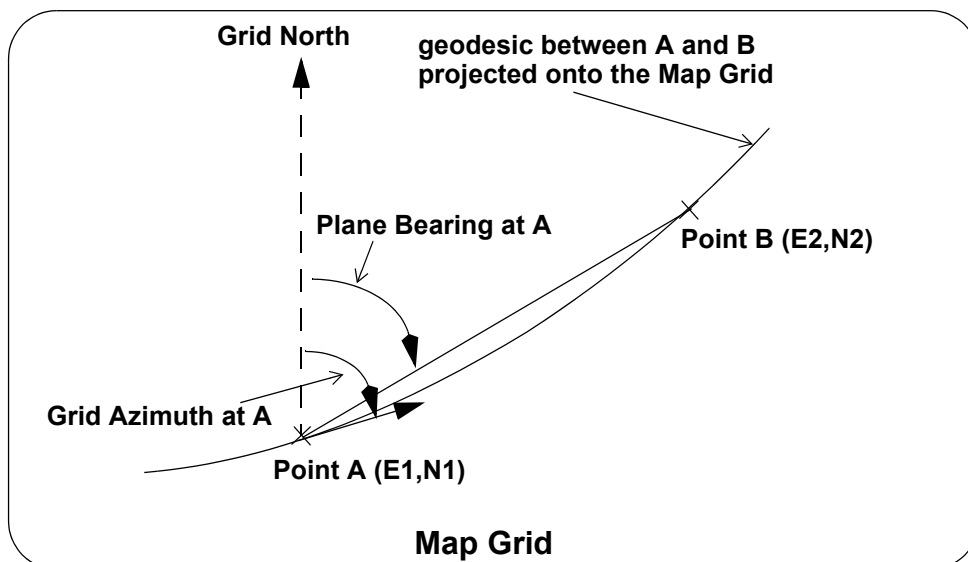 Grid North
geodesic between A and B
projected onto the Map Grid
Plane Bearing at A
Point B (E2,N2)
Grid Azimuth at A
Point A (E1,N1)
Map Grid